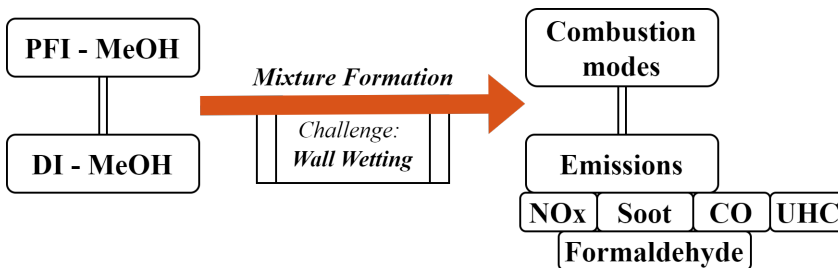 PFI - MeOH
DI - MeOH
Mixture Formation
Challenge:
Wall Wetting
Combustion
modes
Emissions
NOx Soot CO UHC
Formaldehyde